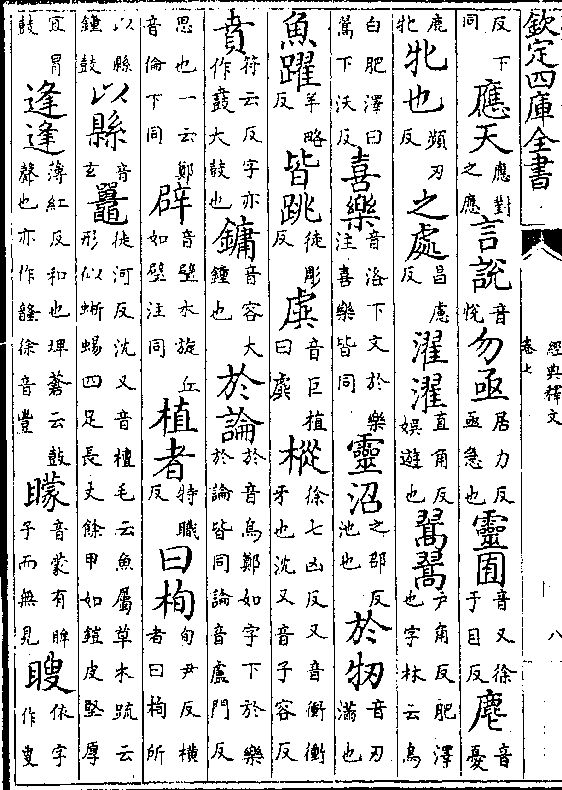 欽定四庫全書
經典釋文
卷上
八
反下同應天應對之應言說音悅勿亟居力反亟急也靈囿音又徐于目反麀音憂
鹿牝牝也頻刃反之處昌慮反濯濯直角反娛遊也翯翯戶角反肥澤也字林云鳥
白肥澤曰翯下沃反喜樂音洛下文於樂注喜樂皆同靈沼之邵反池也於牣音刃滿也
魚躍羊略反皆跳徒彫反虡音巨植曰虡樅徐七凶反又音衝衝牙也沈又音子容反
賁符云反字亦作鼖大鼓也鏞音容大鍾也於論於音烏鄭如字下於樂於論皆同論音盧門反
思也一云鄭音倫下同辟音壁水旋丘如璧注同植者特職反曰栒旬尹反橫者曰栒所
以縣鍾鼓以縣音玄鼉徒河反沈又音檀毛云魚屬草木疏云形似蜥蜴四足長丈餘甲如鎧皮堅厚
宜冒鼓逢逢薄紅反和也埤蒼云鼓聲也亦作韸徐音豐矇音蒙有眸子而無見瞍依字作叟